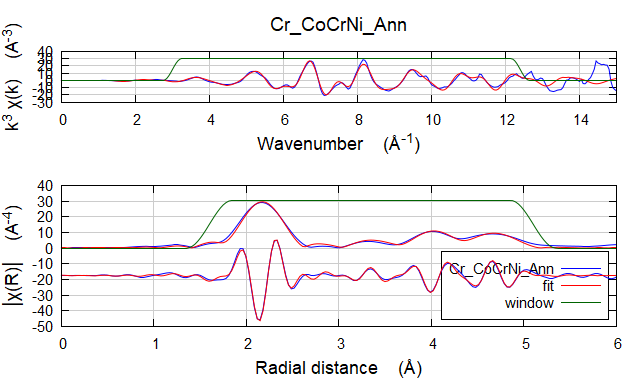 Cr_CoCrNi_Ann
k3 χ(k) (A-3)
40
30
20
10
0
-10
-20
-30
0 2 4 6 8 10 12 14
Wavenumber (Å-1)
|χ(R)| (A-4)
40
30
20
10
0
-10
-20
-30
-40
-50
Cr_CoCrNi_Ann
fit
window
0 1 2 3 4 5 6
Radial distance (Å)